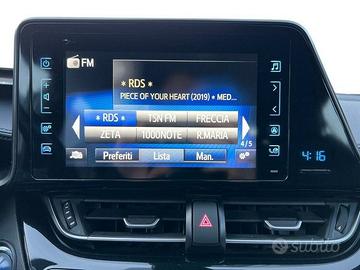 FM
* RDS *
PIECE OF YOUR HEART (2019) * MED...
* RDS * TSN FM FRECCIA
ZETA 1000NOTE R.MARIA
4/5
Preferiti Lista Man.
4:16
subito